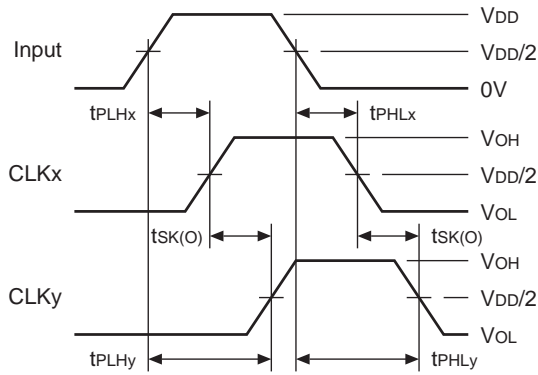 VDD
Input VDD/2
0V
tPLHx tPHLx
VOH
CLKx VDD/2
VOL
tSK(O) tSK(O)
VOH
CLKy VDD/2
VOL
tPLHy tPHLy